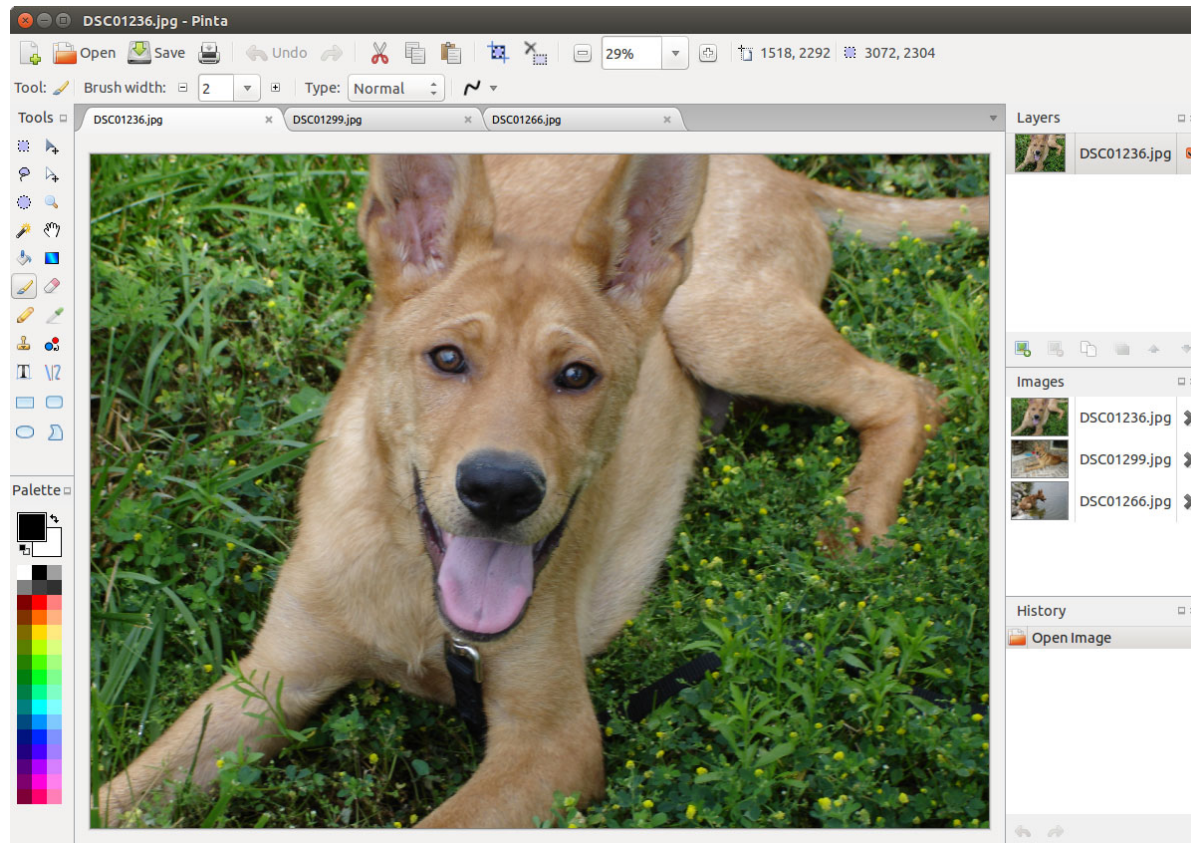 DSC01236.jpg - Pinta
Open Save Undo 29% 1518, 2292 3072, 2304
Tool: Brush width: 2 Type: Normal
Tools
DSC01236.jpg DSC01299.jpg DSC01266.jpg
Layers
DSC01236.jpg
Images
DSC01236.jpg
DSC01299.jpg
DSC01266.jpg
Palette
History
Open Image